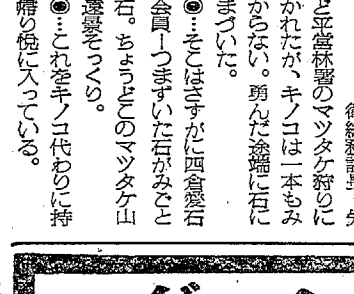 ど平営林署のマツタケ狩りに
かれたが、キノコは一本もみ
からない。勇んだ途端に石に
まづいた。
◉…そこはさすがに四倉愛石
会員ーつまずいた石がみごと
石。ちょうどこのマツタケ山
遠景そっくり。
◉…これをキノコ代わりに持
帰り悦に入っている。